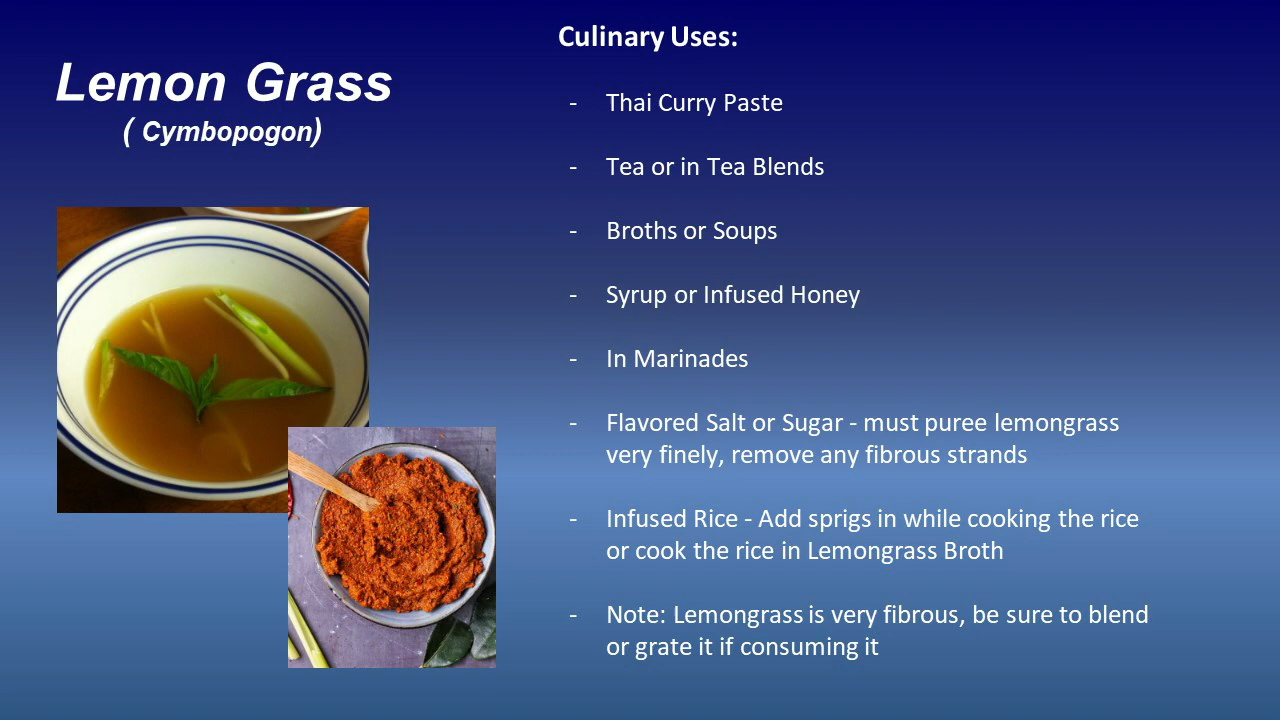 Lemon Grass
( Cymbopogon)
Culinary Uses:
- Thai Curry Paste
- Tea or in Tea Blends
- Broths or Soups
- Syrup or Infused Honey
- In Marinades
- Flavored Salt or Sugar - must puree lemongrass
very finely, remove any fibrous strands
- Infused Rice - Add sprigs in while cooking the rice
or cook the rice in Lemongrass Broth
- Note: Lemongrass is very fibrous, be sure to blend
or grate it if consuming it